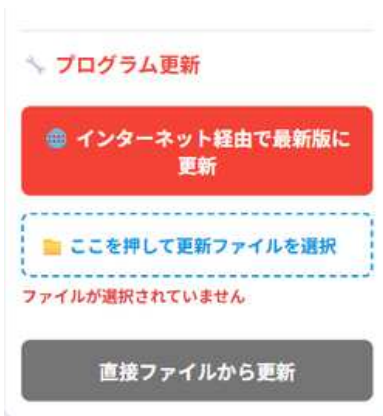 🔧 プログラム更新
🌐 インターネット経由で最新版に
更新
📁 ここを押して更新ファイルを選択
ファイルが選択されていません
直接ファイルから更新